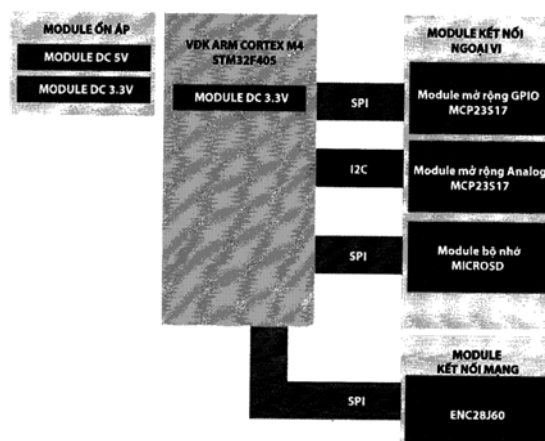 MODULE ỔN ÁP
MODULE DC 5V
MODULE DC 3.3V
VDK ARM CORTEX M4
STM32F405
MODULE DC 3.3V
SPI
I2C
SPI
SPI
MODULE KẾT NỐI
NGOẠI VI
Module mở rộng GPIO
MCP23S17
Module mở rộng Analog
MCP23S17
Module bộ nhớ
MICROSD
MODULE
KẾT NỐI MẠNG
ENC28J60